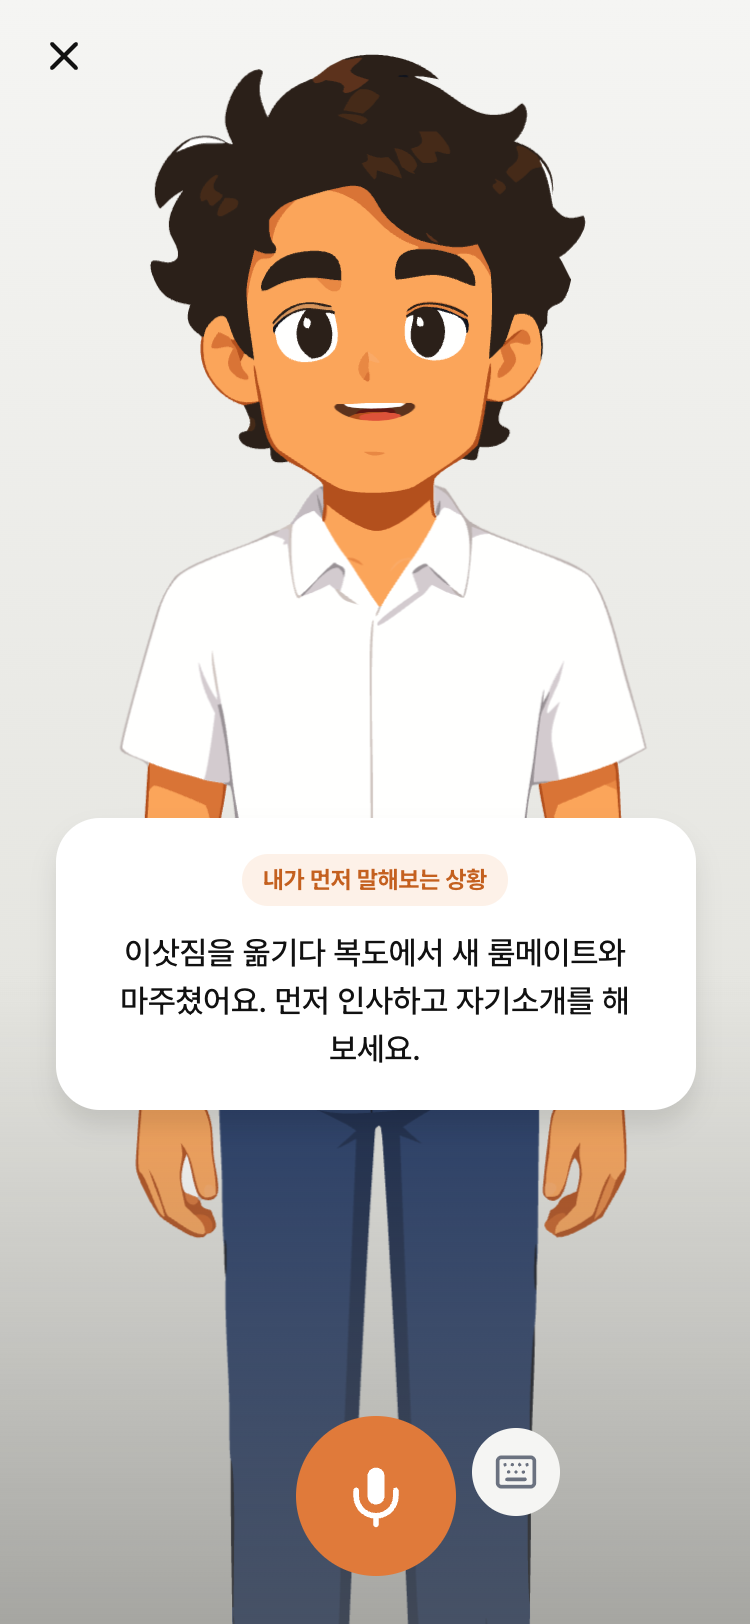 내가 먼저 말해보는 상황
이삿짐을 옮기다 복도에서 새 룸메이트와
마주쳤어요. 먼저 인사하고 자기소개를 해
보세요.